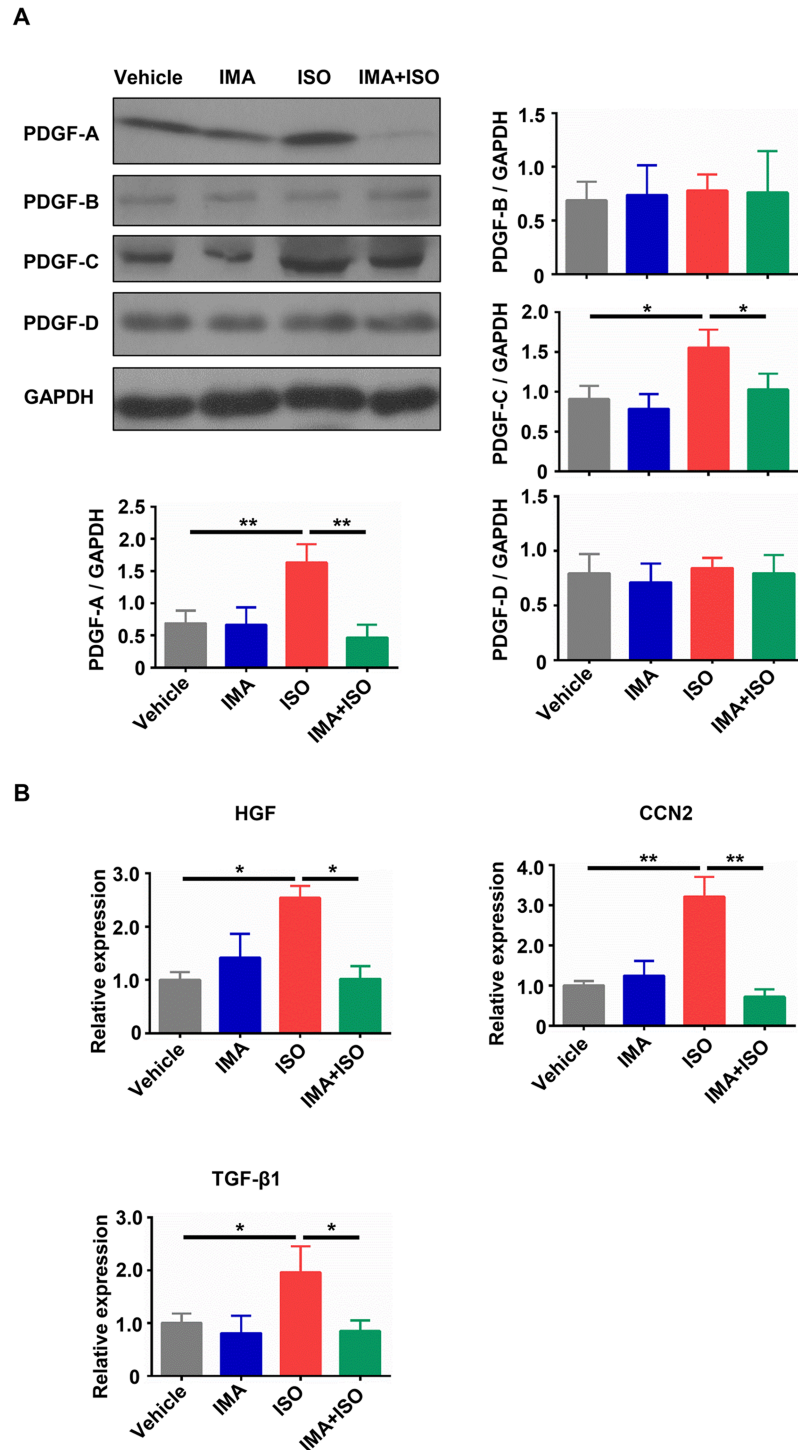 A
Vehicle IMA ISO IMA+ISO
PDGF-A
PDGF-B
PDGF-C
PDGF-D
GAPDH
PDGF-B / GAPDH
1.5
1.0
0.5
0
PDGF-C / GAPDH
2.0
1.5
1.0
0.5
0
* *
PDGF-D / GAPDH
1.5
1.0
0.5
0
Vehicle IMA ISO IMA+ISO
PDGF-A / GAPDH
2.5
2.0
1.5
1.0
0.5
0
** **
Vehicle IMA ISO IMA+ISO
B
HGF
Relative expression
3.0
2.0
1.0
0
* *
Vehicle IMA ISO IMA+ISO
CCN2
Relative expression
4.0
3.0
2.0
1.0
0
** **
Vehicle IMA ISO IMA+ISO
TGF-β1
Relative expression
3.0
2.0
1.0
0
* *
Vehicle IMA ISO IMA+ISO